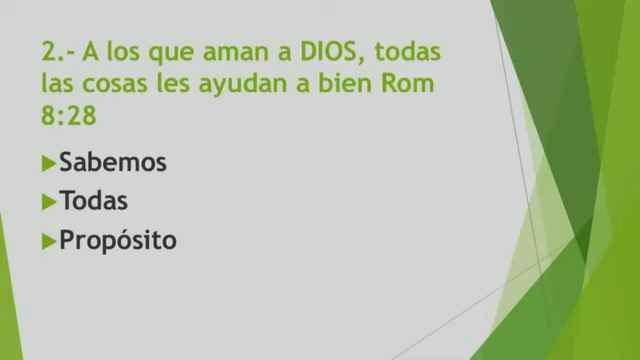 2.- A los que aman a DIOS, todas
las cosas les ayudan a bien Rom
8:28
Sabemos
Todas
Propósito